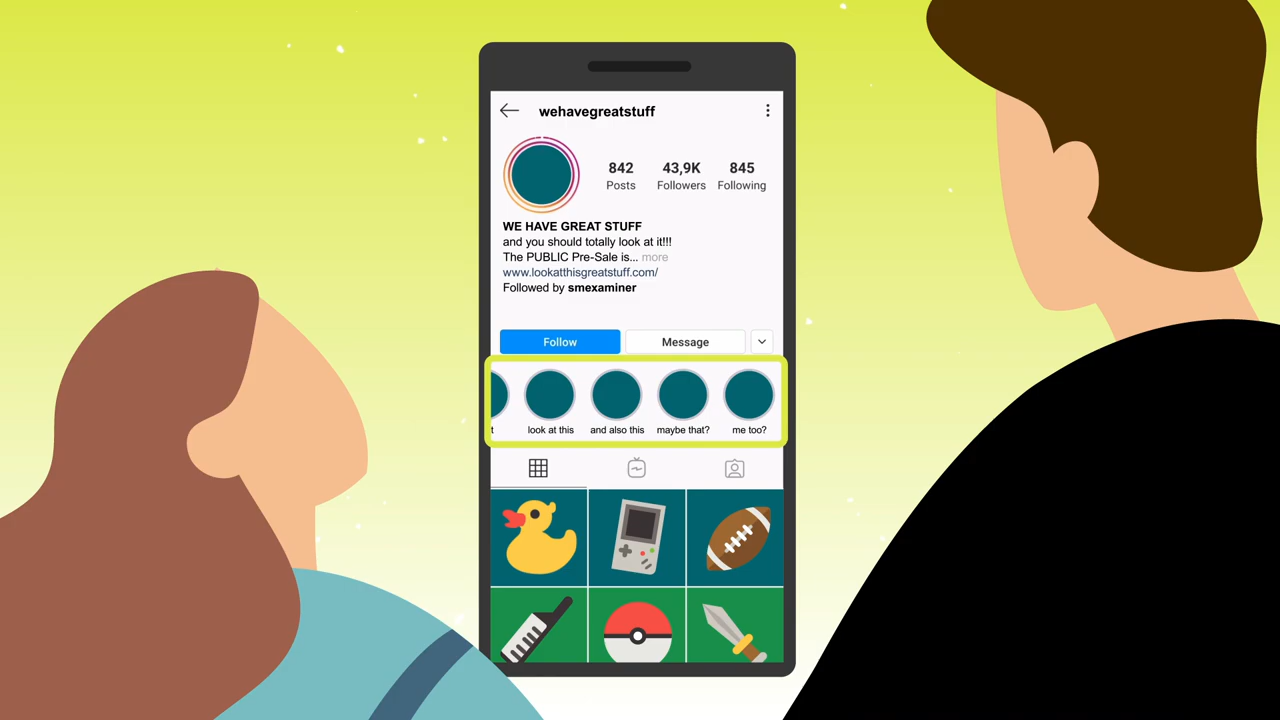 wehavegreatstuff
842 43,9K 845
Posts Followers Following
WE HAVE GREAT STUFF
and you should totally look at it!!!
The PUBLIC Pre-Sale is... more
www.lookatthisgreatstuff.com/
Followed by smexaminer
Follow Message
t look at this and also this maybe that? me too?